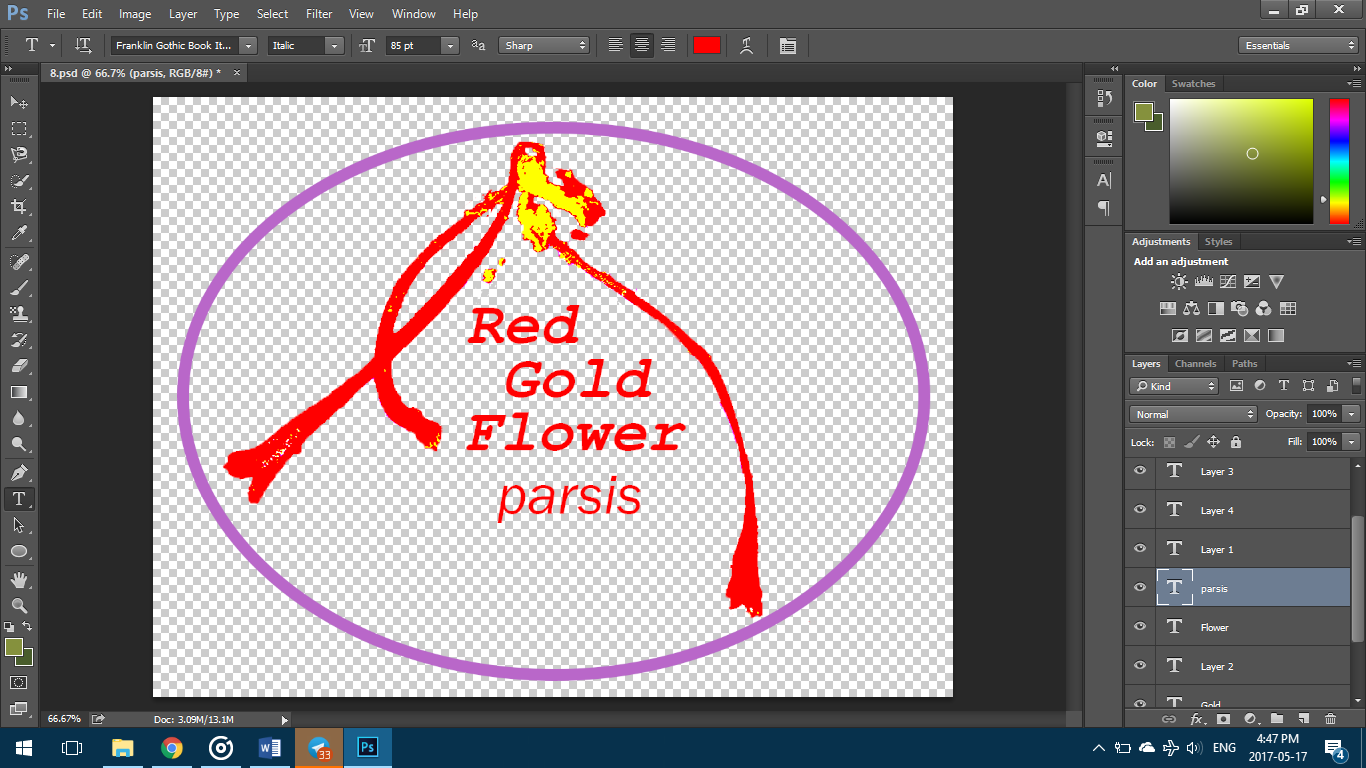 Ps File Edit Image Layer Type Select Filter View Window Help
T Franklin Gothic Book It... Italic 85 pt aa Sharp Essentials
8.psd @ 66.7% (parsis, RGB/8#) * ×
Red
Gold
Flower
parsis
66.67% Doc: 3.09M/13.1M
Color Swatches
Adjustments Styles
Add an adjustment
Layers Channels Paths
Kind
Normal Opacity: 100%
Lock: Fill: 100%
Layer 3
Layer 4
Layer 1
parsis
Flower
Layer 2
Gold
fx
33 Ps ENG 4:47 PM
2017-05-17 4